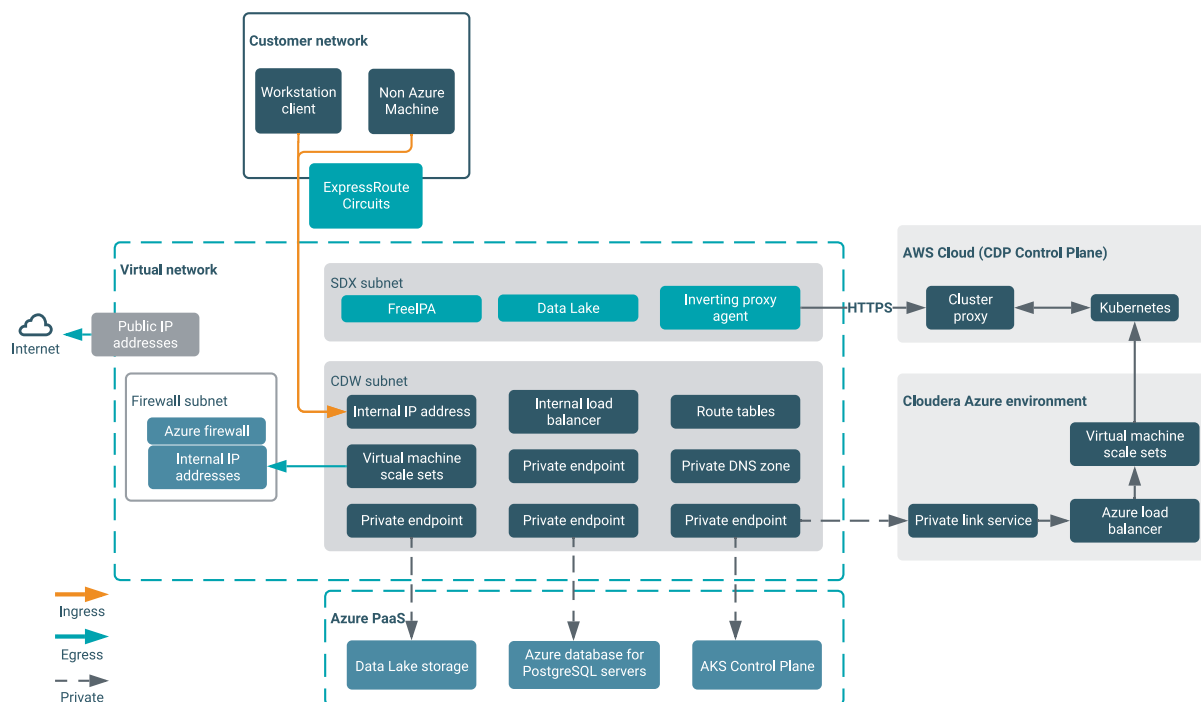 Customer network
Workstation
client
Non Azure
Machine
ExpressRoute
Circuits
Virtual network
SDX subnet
FreeIPA
Data Lake
Inverting proxy
agent
HTTPS
AWS Cloud (CDP Control Plane)
Cluster
proxy
Kubernetes
Internet
Public IP
addresses
Firewall subnet
Azure firewall
Internal IP
addresses
CDW subnet
Internal IP address
Internal load
balancer
Route tables
Virtual machine
scale sets
Private endpoint
Private DNS zone
Private endpoint
Private endpoint
Private endpoint
Cloudera Azure environment
Virtual machine
scale sets
Private link service
Azure load
balancer
Ingress
Egress
Private
Azure PaaS
Data Lake storage
Azure database for
PostgreSQL servers
AKS Control Plane